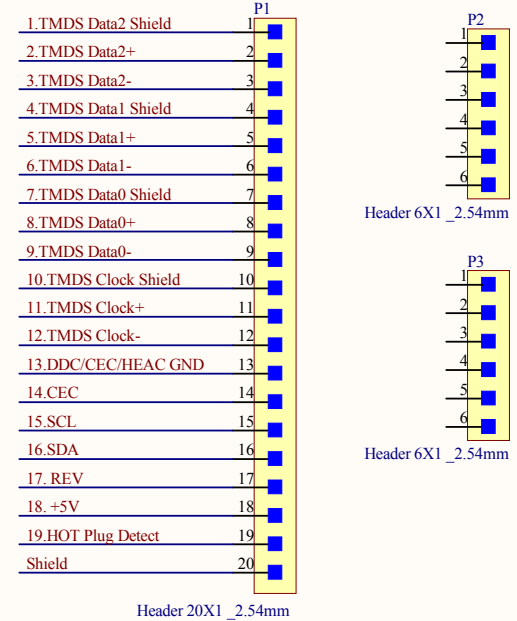 P1
1.TMDS Data2 Shield 1
2.TMDS Data2+ 2
3.TMDS Data2- 3
4.TMDS Data1 Shield 4
5.TMDS Data1+ 5
6.TMDS Data1- 6
7.TMDS Data0 Shield 7
8.TMDS Data0+ 8
9.TMDS Data0- 9
10.TMDS Clock Shield 10
11.TMDS Clock+ 11
12.TMDS Clock- 12
13.DDC/CEC/HEAC GND 13
14.CEC 14
15.SCL 15
16.SDA 16
17. REV 17
18. +5V 18
19.HOT Plug Detect 19
Shield 20
Header 20X1 _2.54mm
P2
1
2
3
4
5
6
Header 6X1 _2.54mm
P3
1
2
3
4
5
6
Header 6X1 _2.54mm